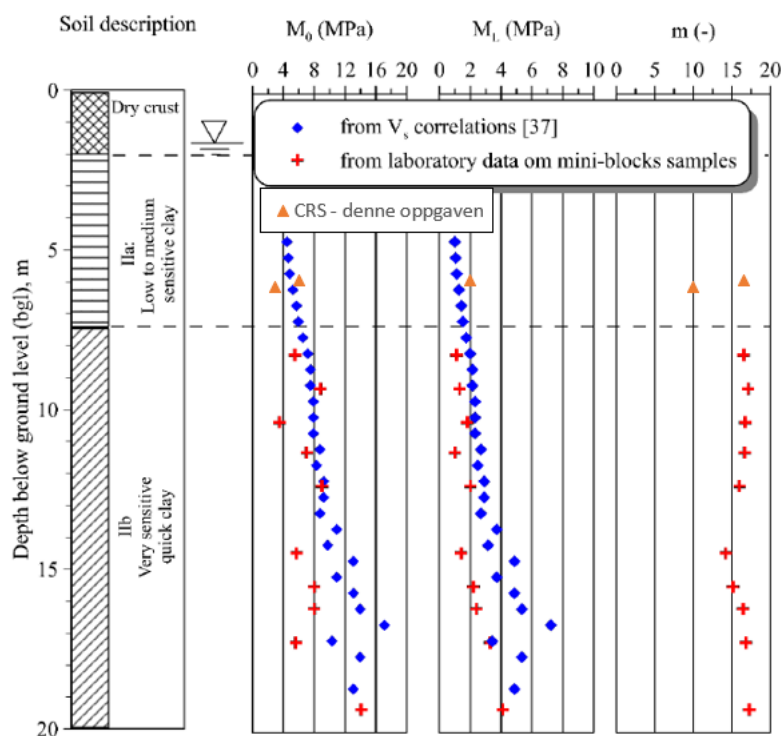 Soil description
M₀ (MPa)
M_L (MPa)
m (-)
0 4 8 12 16 20
0 2 4 6 8 10
0 5 10 15 20
0
5
10
15
20
Depth below ground level (bgl), m
Dry crust
IIa:
Low to medium
sensitive clay
IIb
Very sensitive
quick clay
from Vₛ correlations [37]
from laboratory data om mini-blocks samples
CRS - denne oppgaven